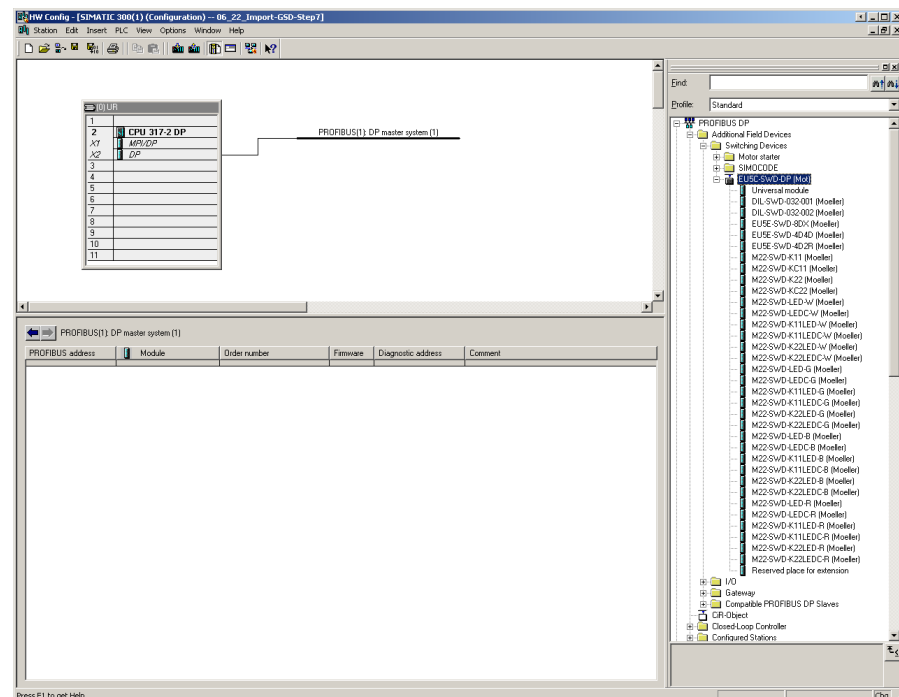 HW Config - [SIMATIC 300(1) (Configuration) -- 06_22_Import-GSD-Step7]
Station Edit Insert PLC View Options Window Help
(0) UR
1
2 CPU 317-2 DP
X1 MPI/DP
X2 DP
3
4
5
6
7
8
9
10
11
PROFIBUS(1): DP master system (1)
PROFIBUS(1): DP master system (1)
PROFIBUS address Module Order number Firmware Diagnostic address Comment
Find:
Profile: Standard
PROFIBUS DP
Additional Field Devices
Switching Devices
Motor starter
SIMOCODE
EU5C-SWD-DP (Mot)
Universal module
DIL-SWD-032-001 (Moeller)
DIL-SWD-032-002 (Moeller)
EU5E-SWD-8DX (Moeller)
EU5E-SWD-4D4D (Moeller)
EU5E-SWD-4D2R (Moeller)
M22-SWD-K11 (Moeller)
M22-SWD-KC11 (Moeller)
M22-SWD-K22 (Moeller)
M22-SWD-KC22 (Moeller)
M22-SWD-LED-W (Moeller)
M22-SWD-LEDC-W (Moeller)
M22-SWD-K11LED-W (Moeller)
M22-SWD-K11LEDC-W (Moeller)
M22-SWD-K22LED-W (Moeller)
M22-SWD-K22LEDC-W (Moeller)
M22-SWD-LED-G (Moeller)
M22-SWD-LEDC-G (Moeller)
M22-SWD-K11LED-G (Moeller)
M22-SWD-K11LEDC-G (Moeller)
M22-SWD-K22LED-G (Moeller)
M22-SWD-K22LEDC-G (Moeller)
M22-SWD-LED-B (Moeller)
M22-SWD-LEDC-B (Moeller)
M22-SWD-K11LED-B (Moeller)
M22-SWD-K11LEDC-B (Moeller)
M22-SWD-K22LED-B (Moeller)
M22-SWD-K22LEDC-B (Moeller)
M22-SWD-LED-R (Moeller)
M22-SWD-LEDC-R (Moeller)
M22-SWD-K11LED-R (Moeller)
M22-SWD-K11LEDC-R (Moeller)
M22-SWD-K22LED-R (Moeller)
M22-SWD-K22LEDC-R (Moeller)
Reserved place for extension
I/O
Gateway
Compatible PROFIBUS DP Slaves
CiR-Object
Closed-Loop Controller
Configured Stations
Press F1 to get Help.
Chg